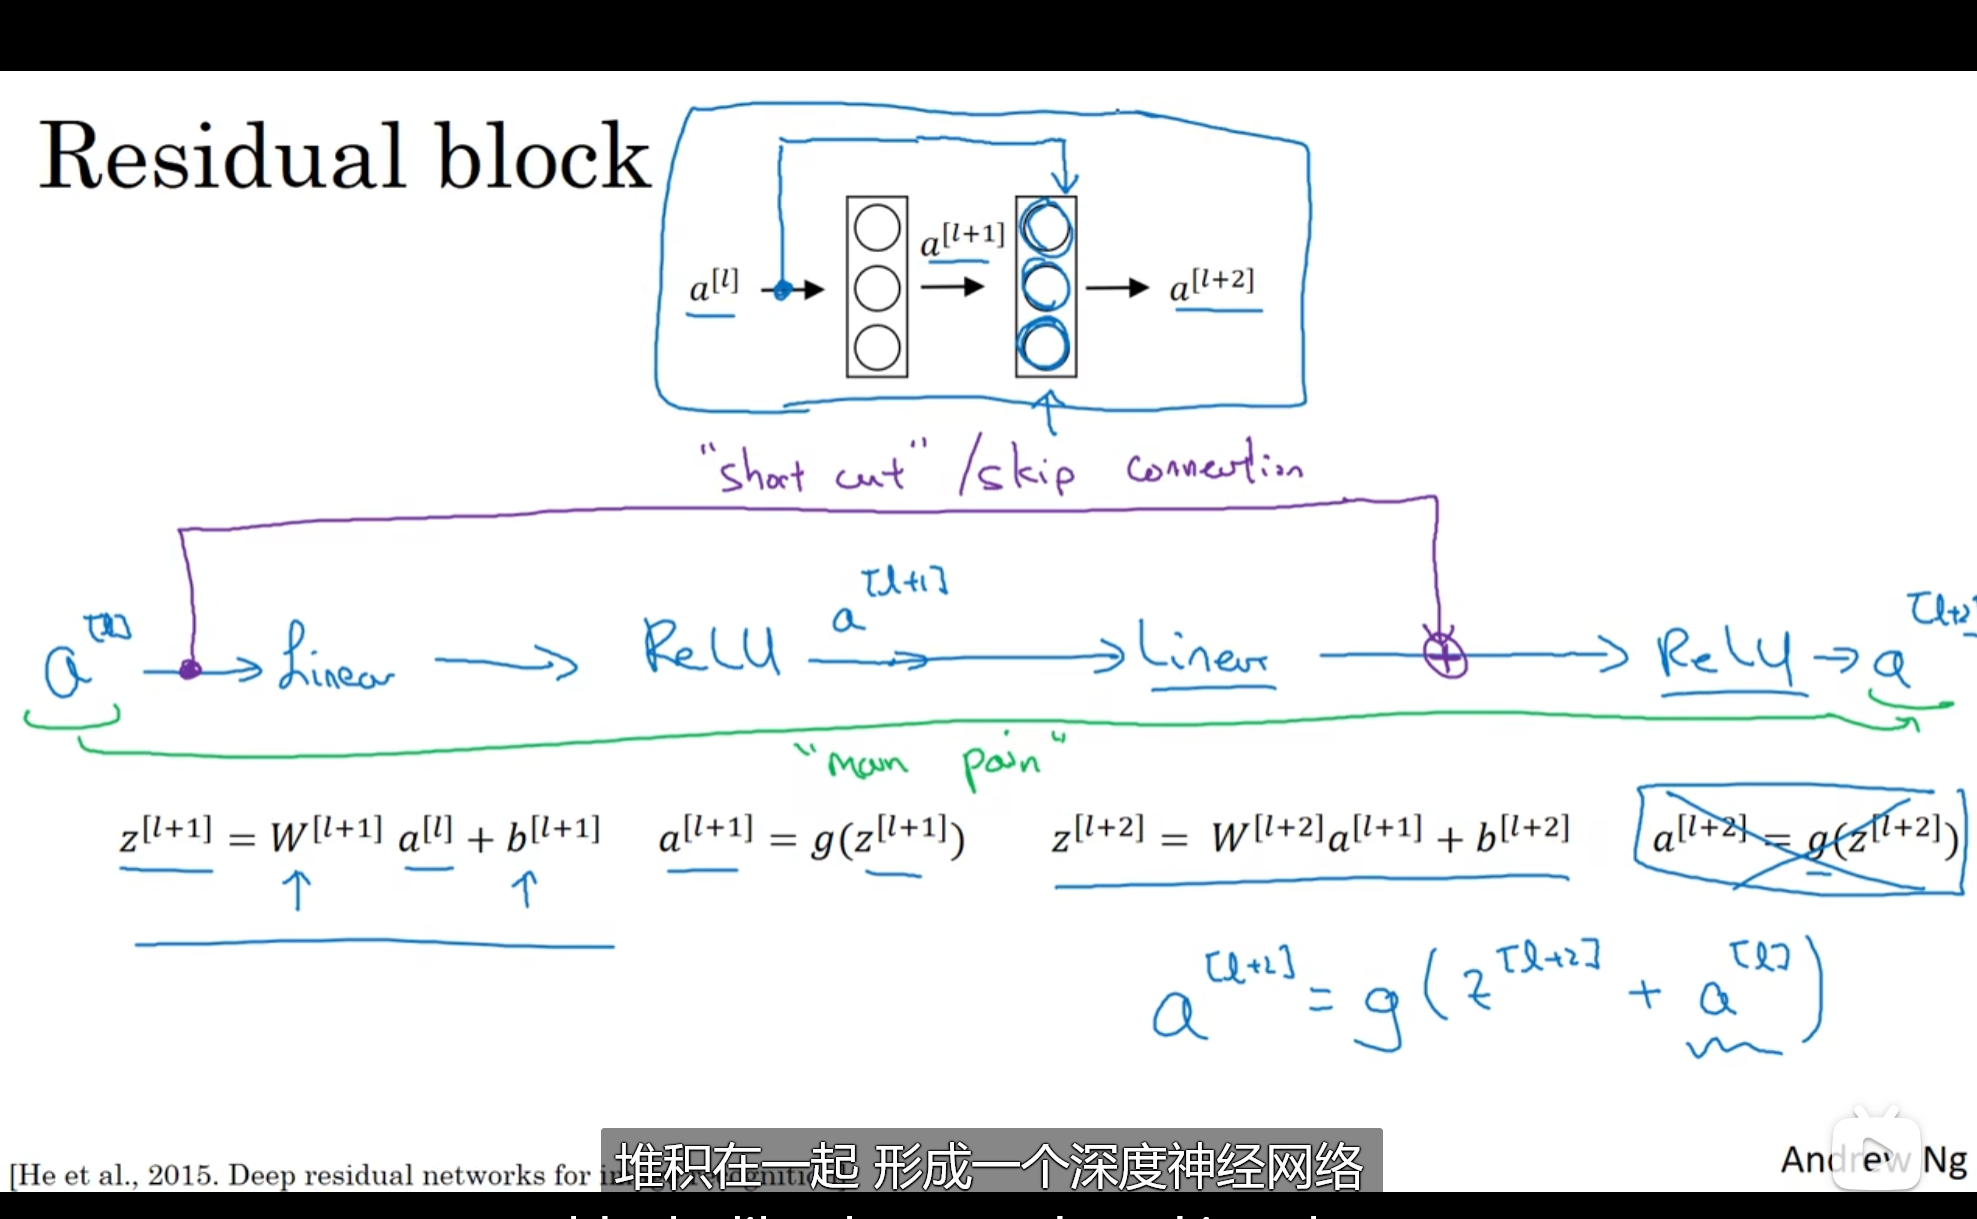 Residual block
a[l]
a[l+1]
a[l+2]
"short cut" / skip connection
a[l] → Linear → ReLU → a[l+1] → Linear → ReLU → a[l+2]
"main path"
z[l+1] = W[l+1] a[l] + b[l+1]
a[l+1] = g(z[l+1])
z[l+2] = W[l+2]a[l+1] + b[l+2]
a[l+2] = g(z[l+2])
a[l+2] = g(z[l+2] + a[l])
堆积在一起 形成一个深度神经网络
[He et al., 2015. Deep residual networks for
Andrew Ng